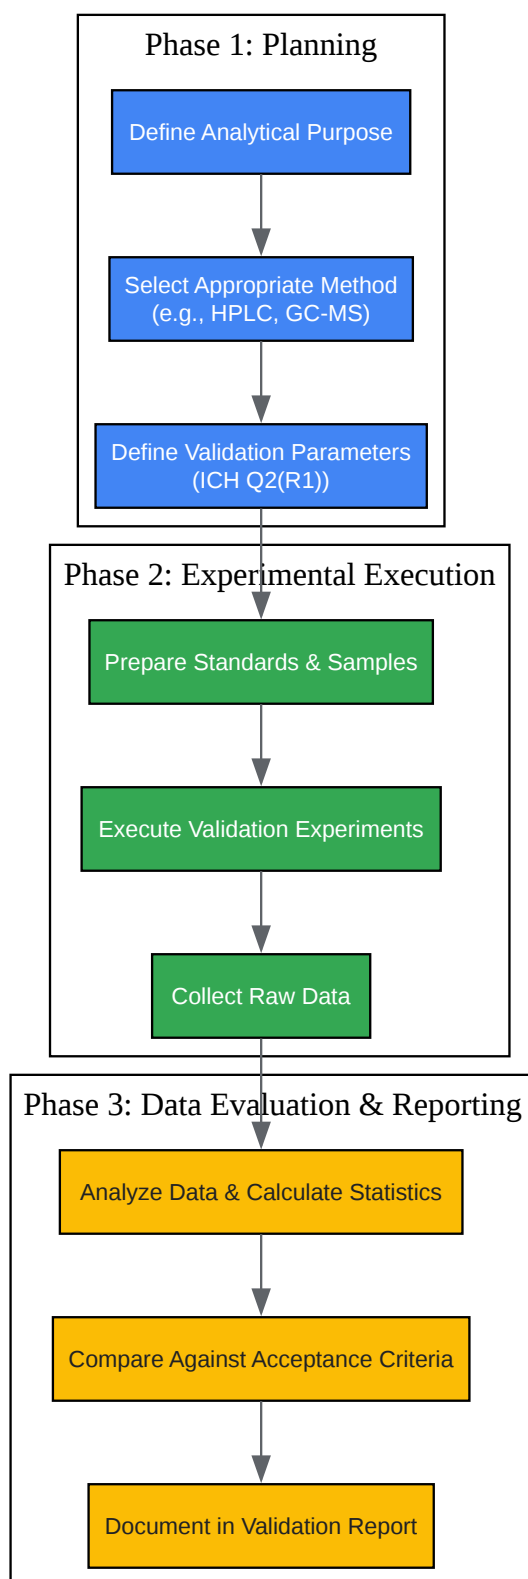 Phase 1: Planning
Define Analytical Purpose
Select Appropriate Method
(e.g., HPLC, GC-MS)
Define Validation Parameters
(ICH Q2(R1))
Phase 2: Experimental Execution
Prepare Standards & Samples
Execute Validation Experiments
Collect Raw Data
Phase 3: Data Evaluation & Reporting
Analyze Data & Calculate Statistics
Compare Against Acceptance Criteria
Document in Validation Report